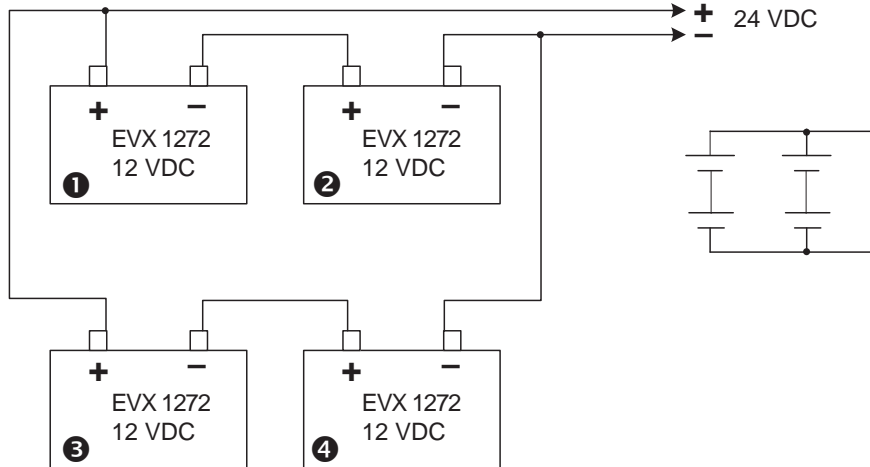 + 24 VDC
−
+ −
EVX 1272
12 VDC
❶
+ −
EVX 1272
12 VDC
❷
+ −
EVX 1272
12 VDC
❸
+ −
EVX 1272
12 VDC
❹